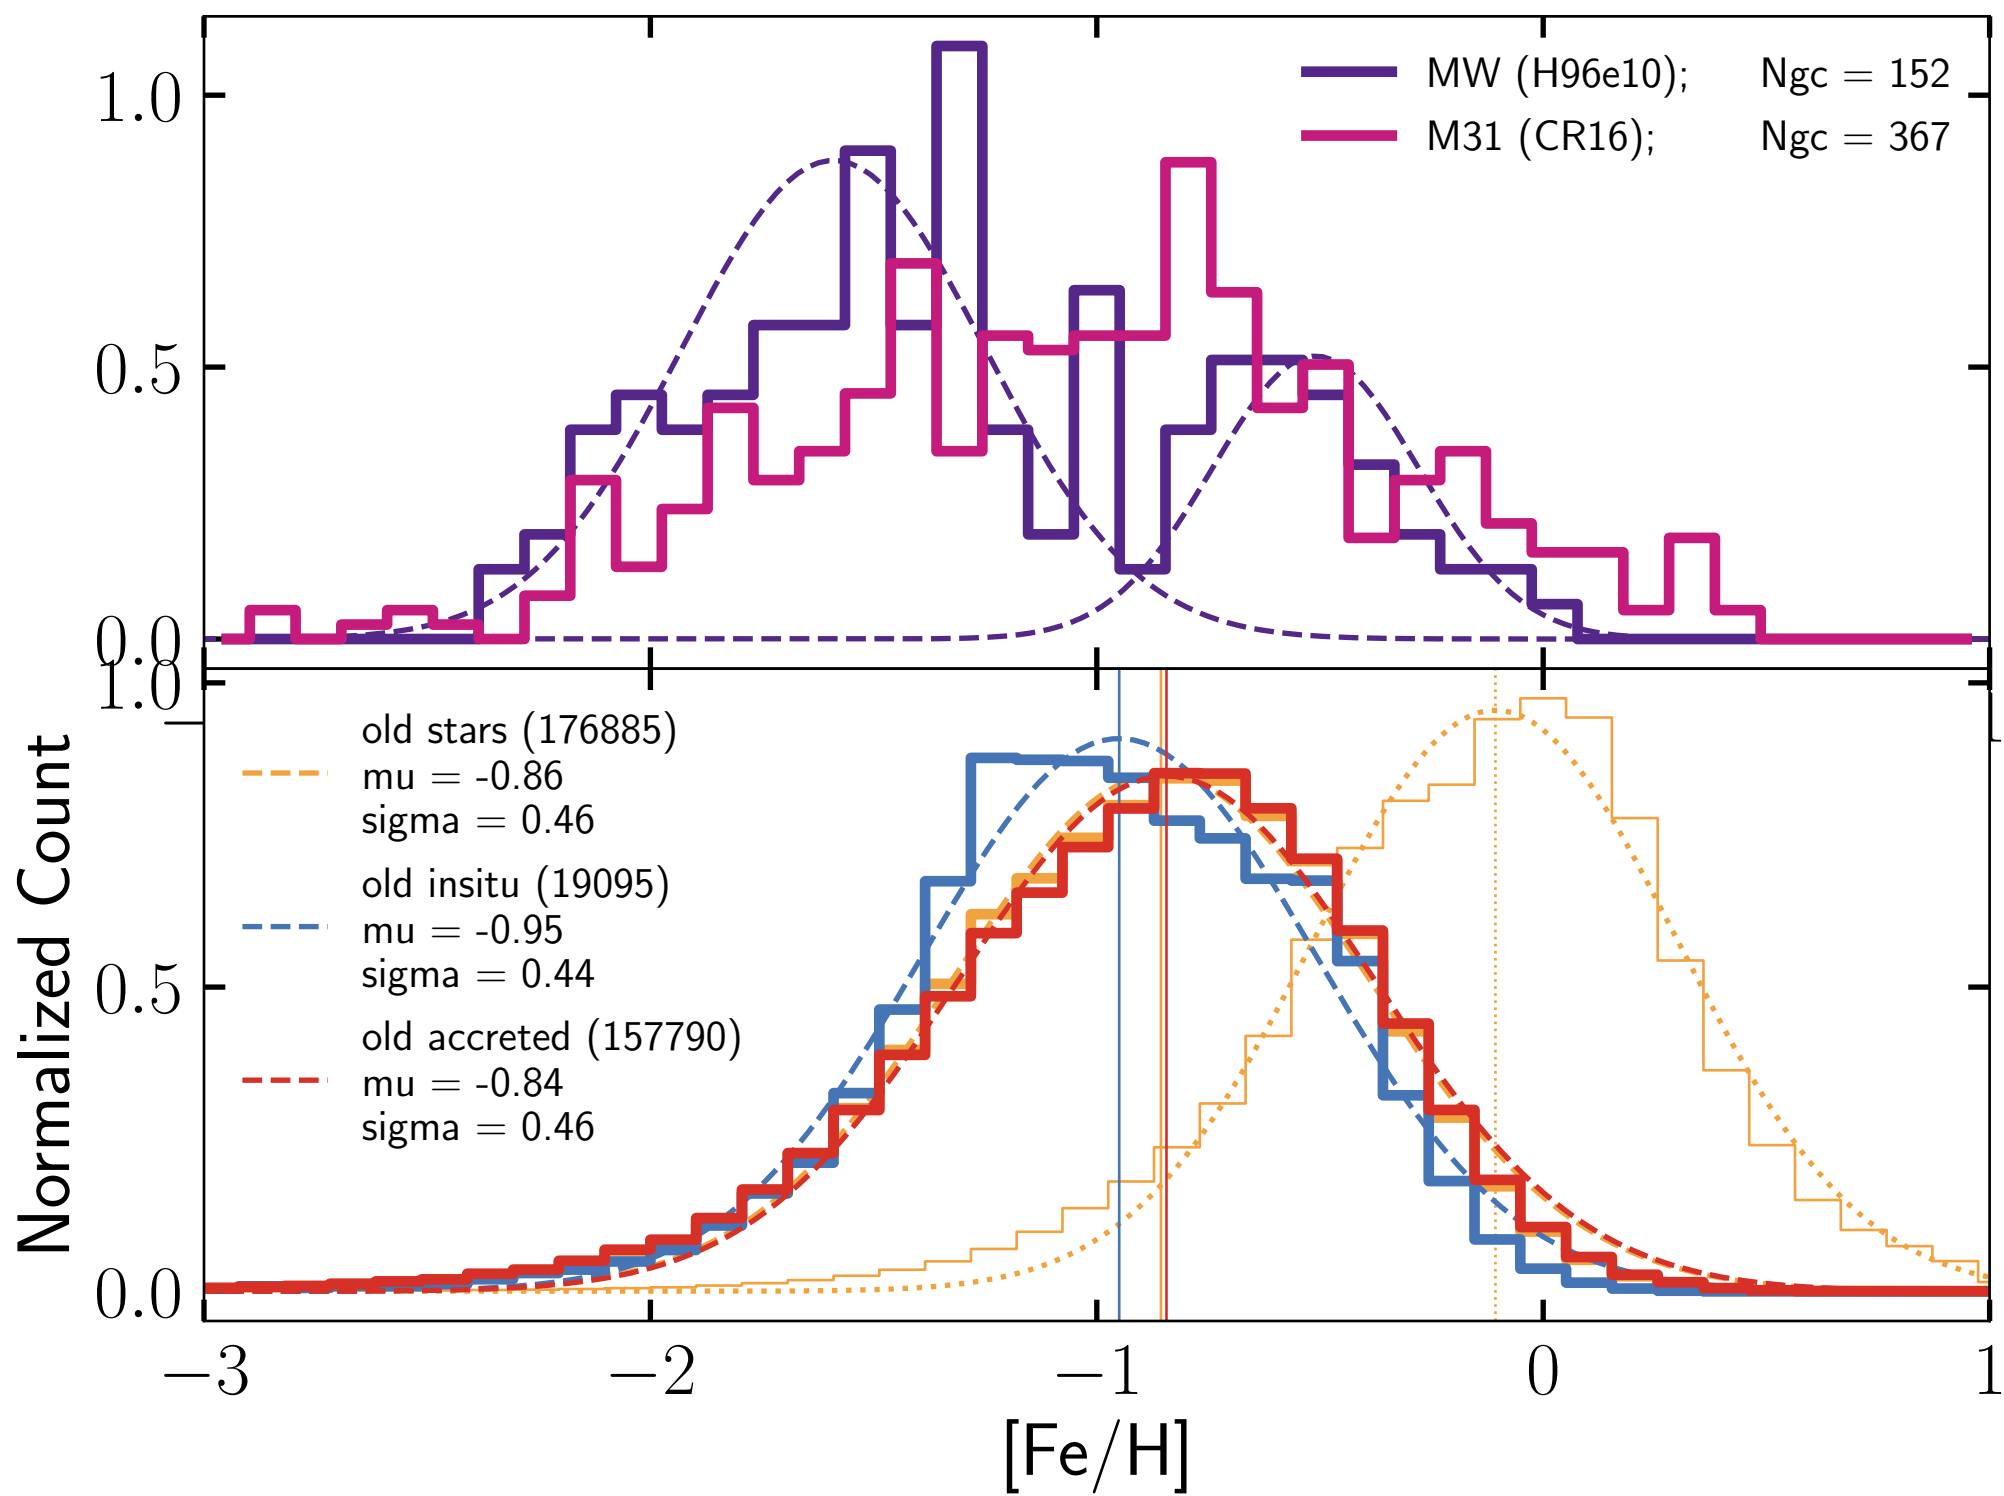 1.0
MW (H96e10); Ngc = 152
M31 (CR16); Ngc = 367
0.5
0.0
1.0
old stars (176885)
mu = -0.86
sigma = 0.46
old insitu (19095)
mu = -0.95
sigma = 0.44
old accreted (157790)
mu = -0.84
sigma = 0.46
0.5
0.0
Normalized Count
−3 −2 −1 0 1
[Fe/H]